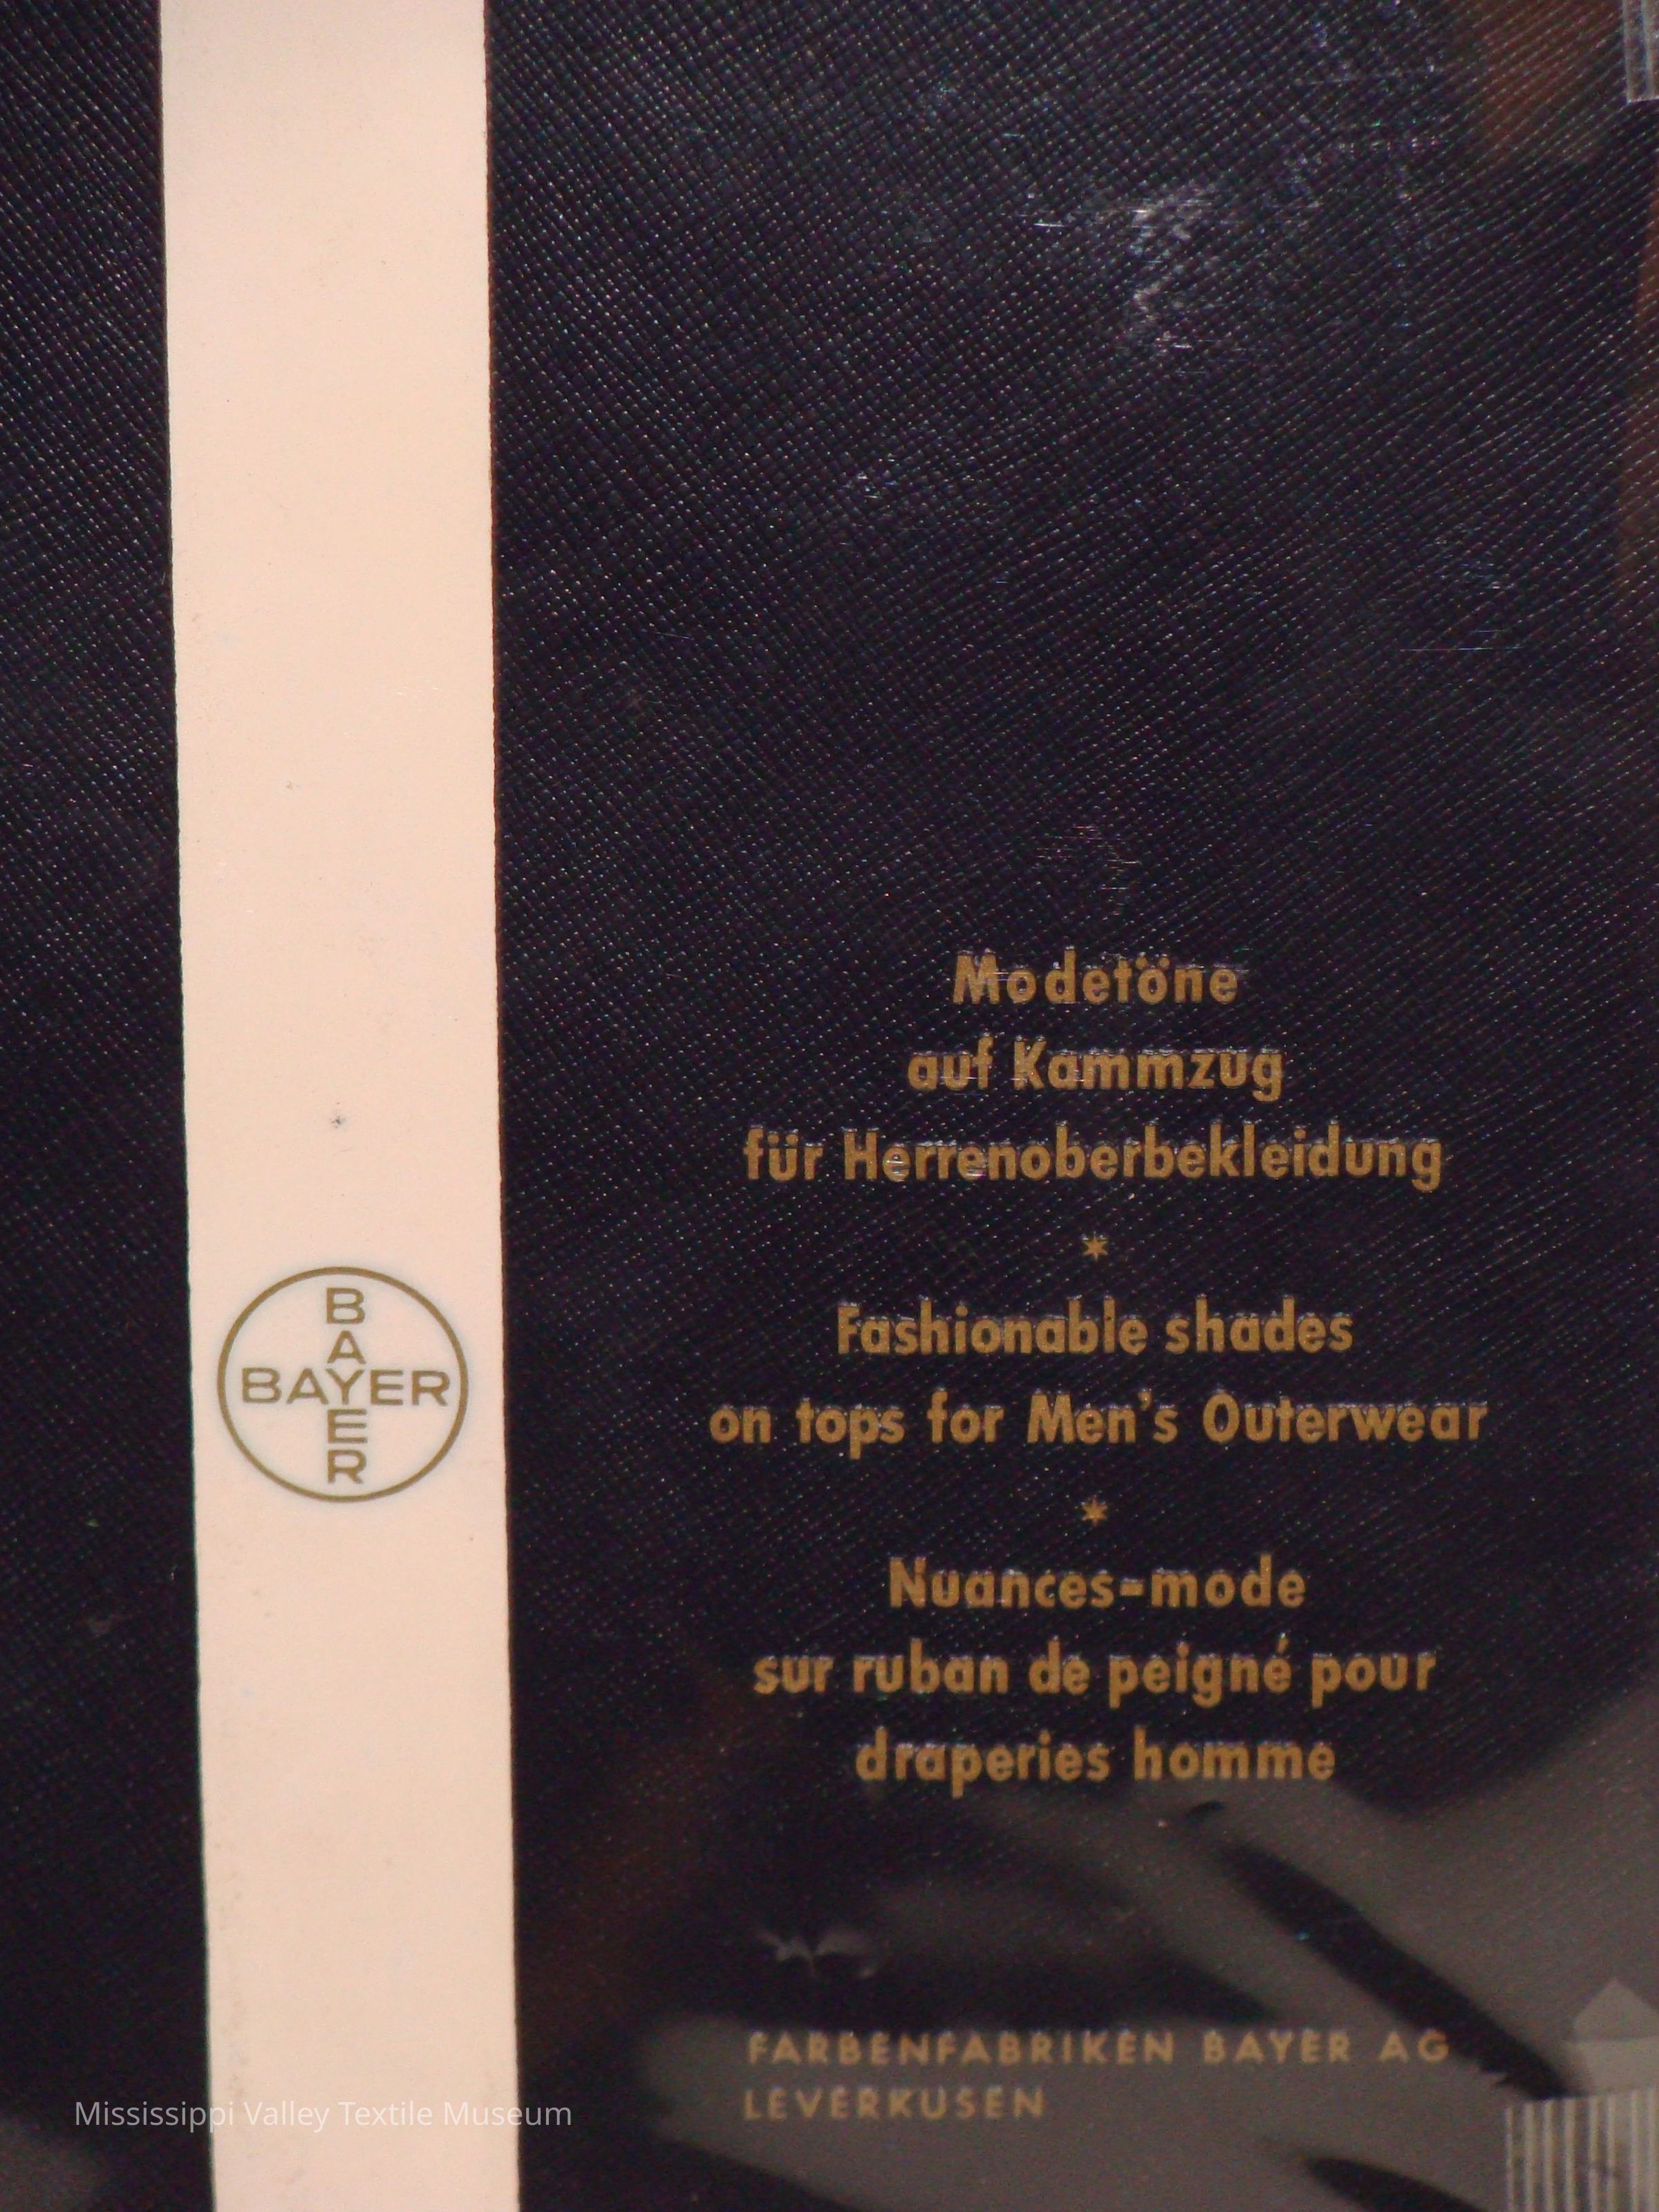 Modetöne
auf Kammzug
für Herrenoberbekleidung
*
Fashionable shades
on tops for Men's Outerwear
*
Nuances-mode
sur ruban de peigné pour
draperies homme
BAYER
BAYER
FARBENFABRIKEN BAYER AG
LEVERKUSEN
Mississippi Valley Textile Museum